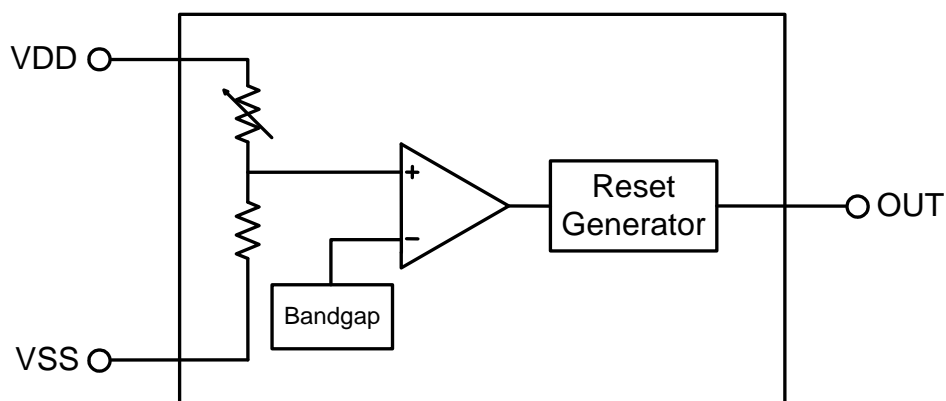 VDD
+
Reset
Generator
OUT
−
Bandgap
VSS